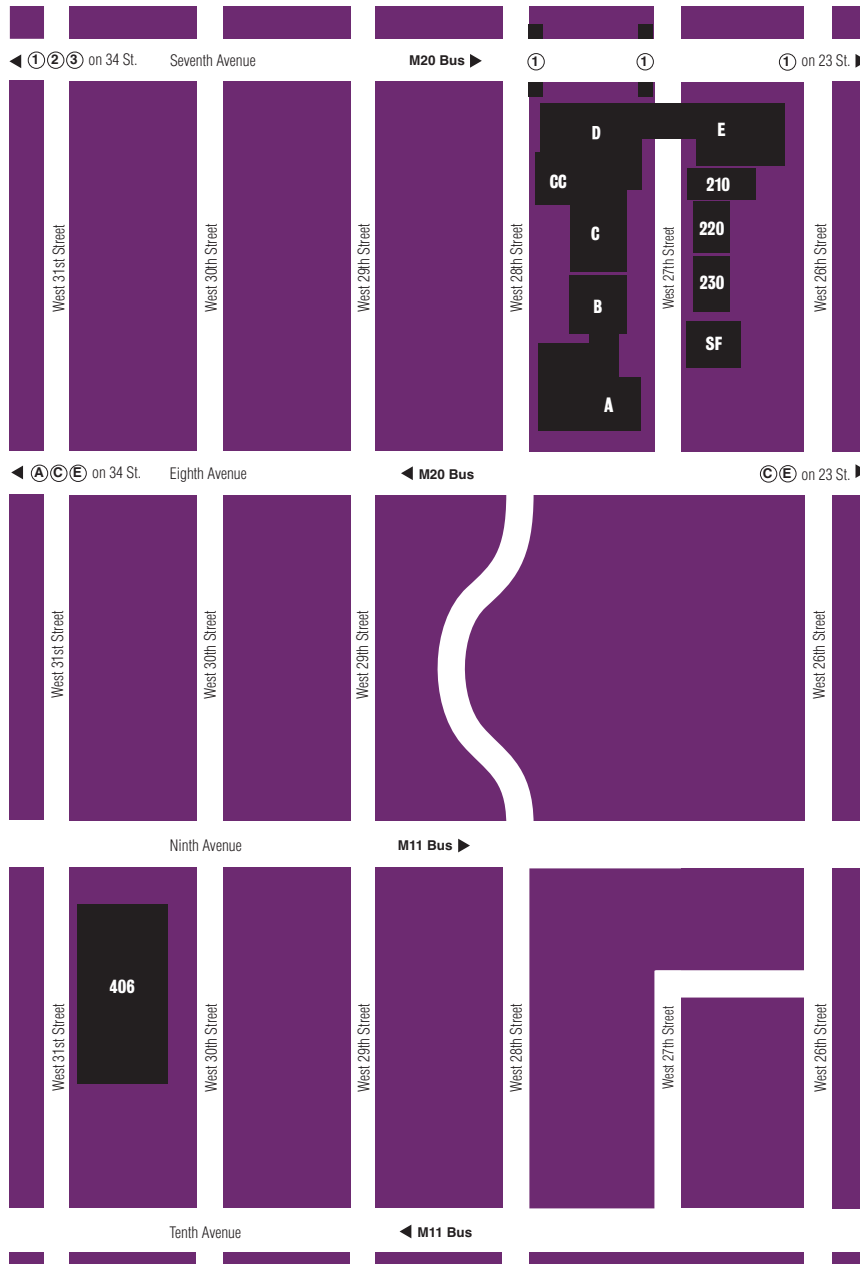 ◀ ①②③ on 34 St. Seventh Avenue M20 Bus ▶ ① ① ① on 23 St. ▶
D E
CC 210
C 220
West 31st Street West 30th Street West 29th Street West 28th Street West 27th Street West 26th Street
230
B
SF
A
◀ ⒶⒸⒺ on 34 St. Eighth Avenue ◀ M20 Bus ⒸⒺ on 23 St. ▶
West 31st Street West 30th Street West 29th Street West 26th Street
Ninth Avenue M11 Bus ▶
406
West 31st Street West 30th Street West 29th Street West 28th Street West 27th Street West 26th Street
Tenth Avenue ◀ M11 Bus